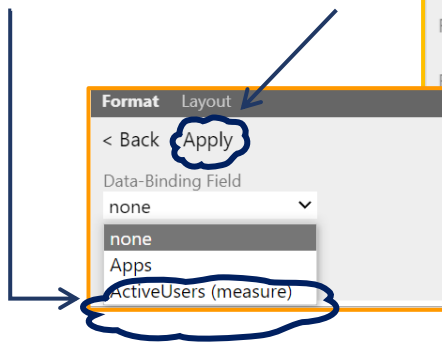 Format Layout
< Back Apply
Data-Binding Field
none
none
Apps
ActiveUsers (measure)